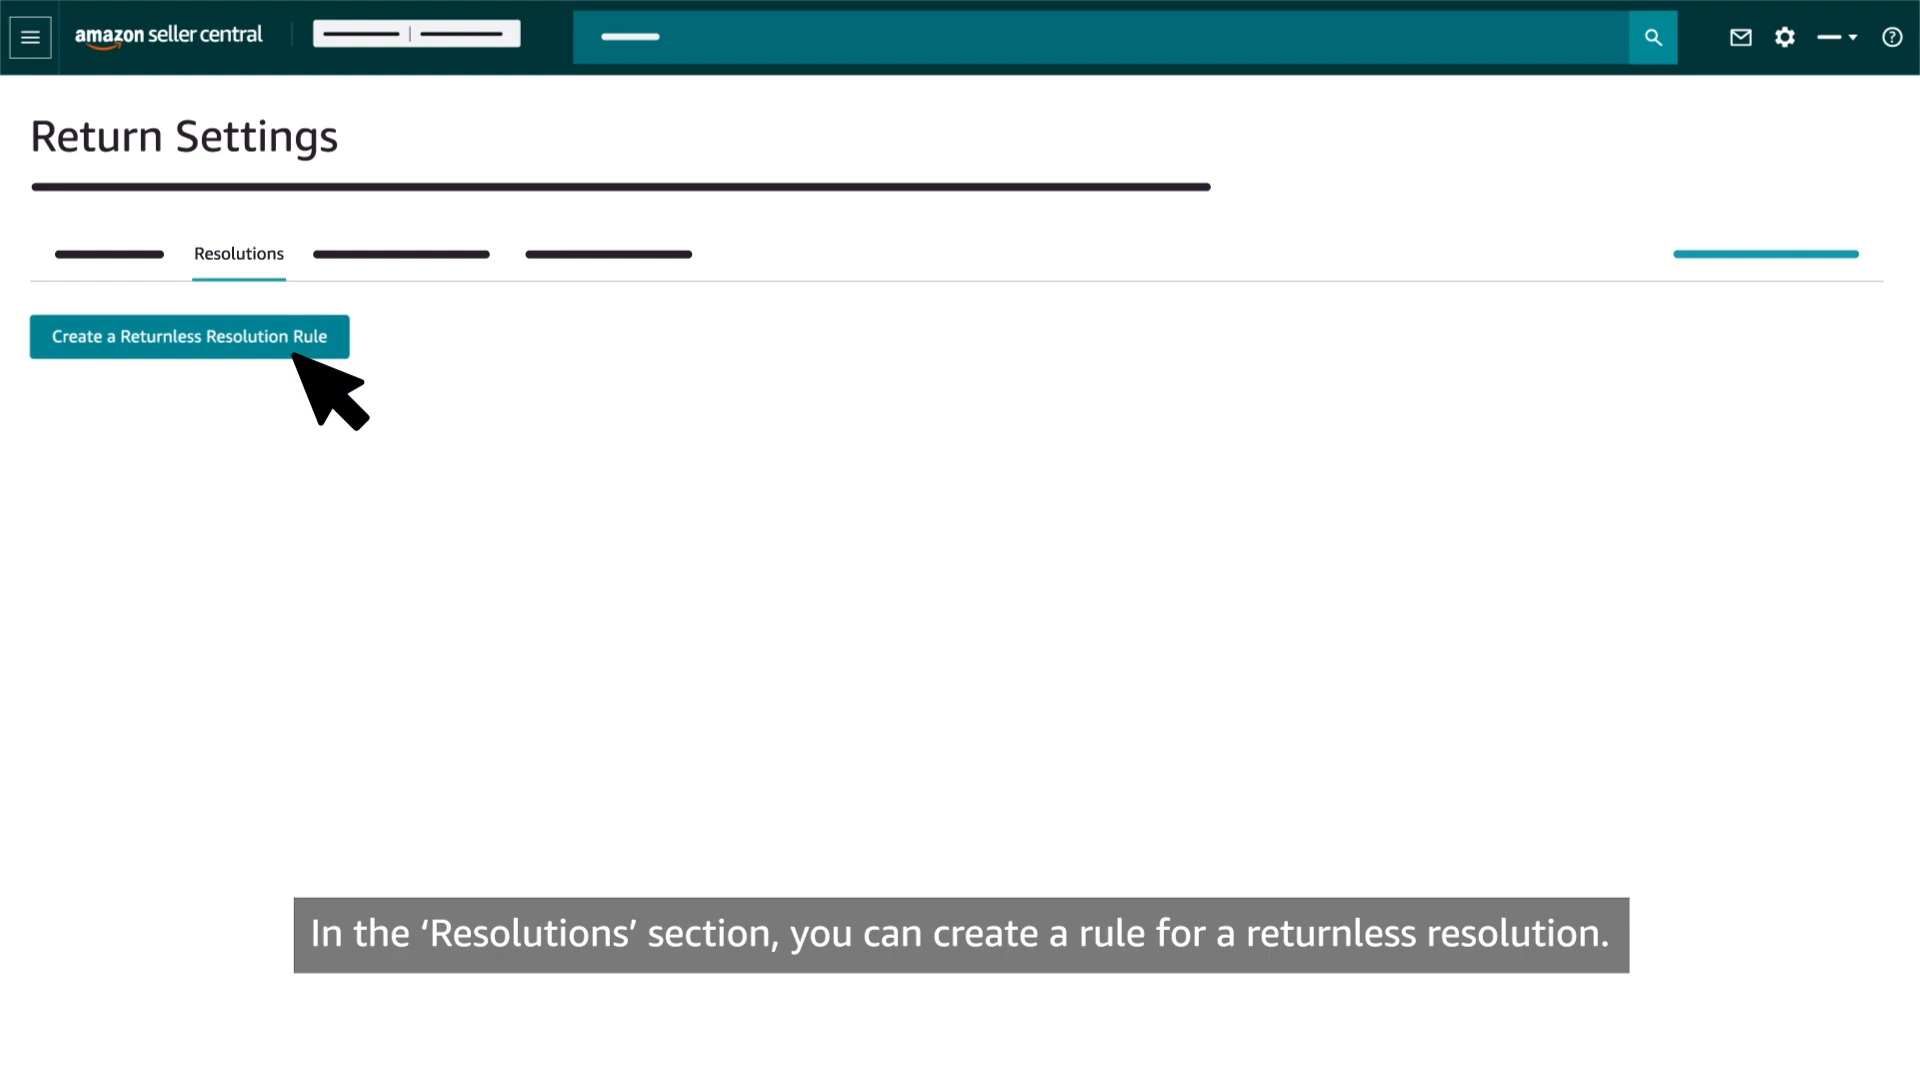 amazon seller central
Return Settings
Resolutions
Create a Returnless Resolution Rule
In the ‘Resolutions’ section, you can create a rule for a returnless resolution.